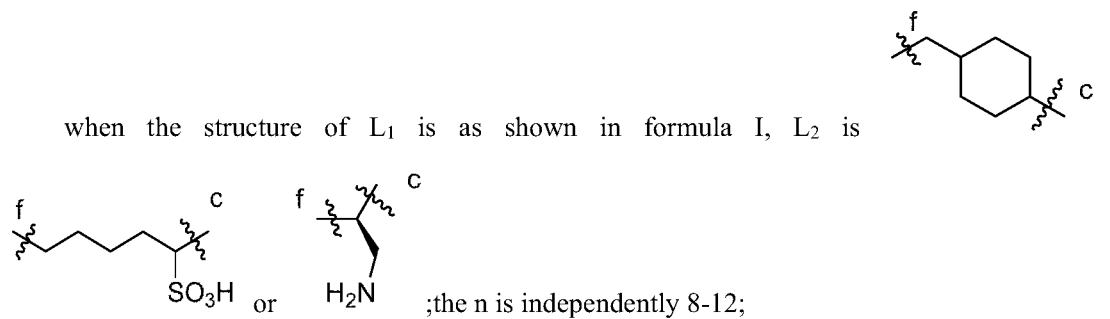 f
c
when the structure of L₁ is as shown in formula I, L₂ is
f
c
f
c
SO₃H or H₂N ;the n is independently 8-12;